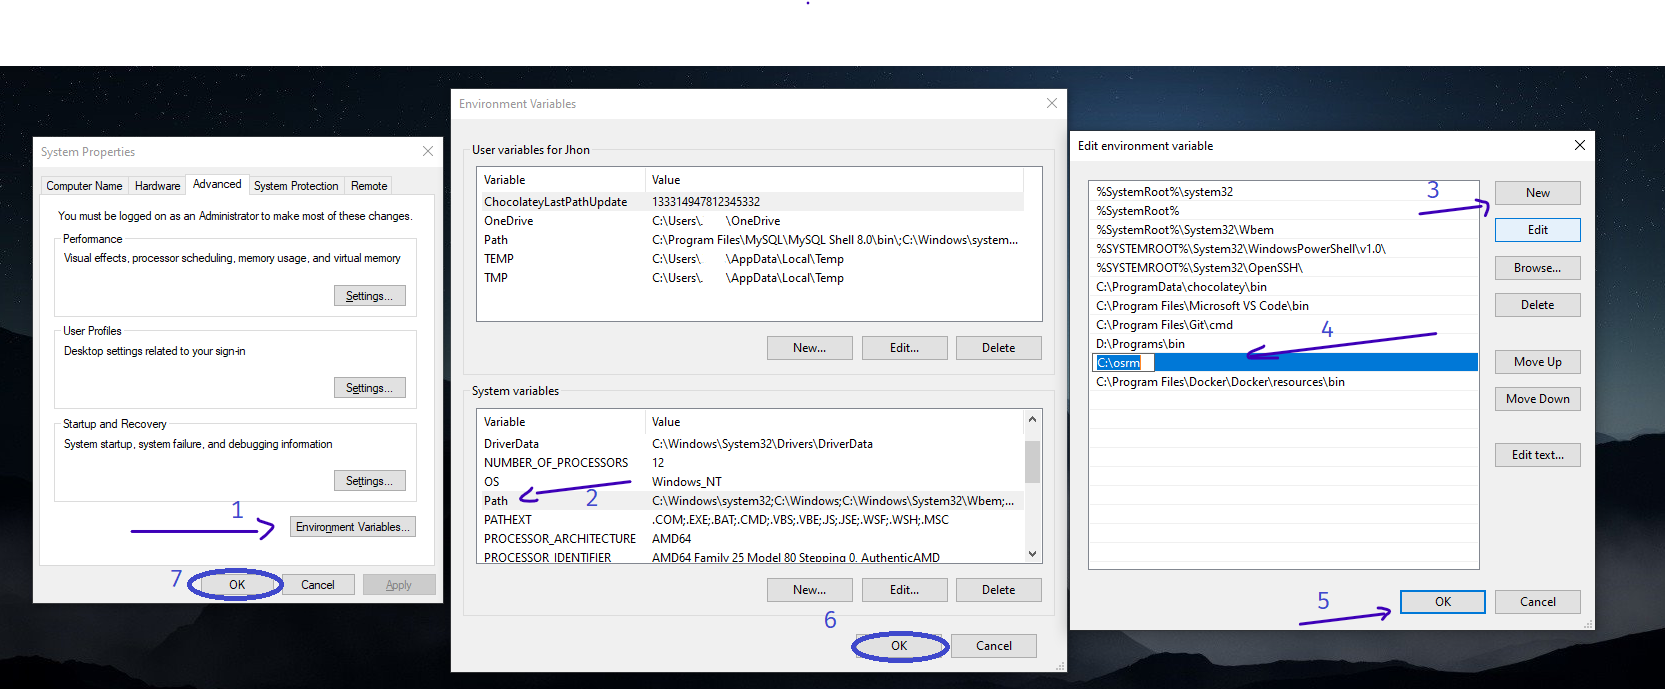 System Properties
Computer Name Hardware Advanced System Protection Remote
You must be logged on as an Administrator to make most of these changes.
Performance
Visual effects, processor scheduling, memory usage, and virtual memory
Settings...
User Profiles
Desktop settings related to your sign-in
Settings...
Startup and Recovery
System startup, system failure, and debugging information
Settings...
1
Environment Variables...
7
OK Cancel Apply
Environment Variables
User variables for Jhon
Variable Value
ChocolateyLastPathUpdate 133314947812345332
OneDrive C:\Users\. \OneDrive
Path C:\Program Files\MySQL\MySQL Shell 8.0\bin\;C:\Windows\system...
TEMP C:\Users\. \AppData\Local\Temp
TMP C:\Users\. \AppData\Local\Temp
New... Edit... Delete
System variables
Variable Value
DriverData C:\Windows\System32\Drivers\DriverData
NUMBER_OF_PROCESSORS 12
OS Windows_NT
Path C:\Windows\system32;C:\Windows;C:\Windows\System32\Wbem;...
2
PATHEXT .COM;.EXE;.BAT;.CMD;.VBS;.VBE;.JS;.JSE;.WSF;.WSH;.MSC
PROCESSOR_ARCHITECTURE AMD64
PROCESSOR_IDENTIFIER AMD64 Family 25 Model 80 Stepping 0, AuthenticAMD
New... Edit... Delete
6
OK Cancel
Edit environment variable
%SystemRoot%\system32
%SystemRoot%
%SystemRoot%\System32\Wbem
%SYSTEMROOT%\System32\WindowsPowerShell\v1.0\
%SYSTEMROOT%\System32\OpenSSH\
C:\ProgramData\chocolatey\bin
C:\Program Files\Microsoft VS Code\bin
C:\Program Files\Git\cmd
D:\Programs\bin
C:\osrm
C:\Program Files\Docker\Docker\resources\bin
3
4
New
Edit
Browse...
Delete
Move Up
Move Down
Edit text...
5
OK Cancel